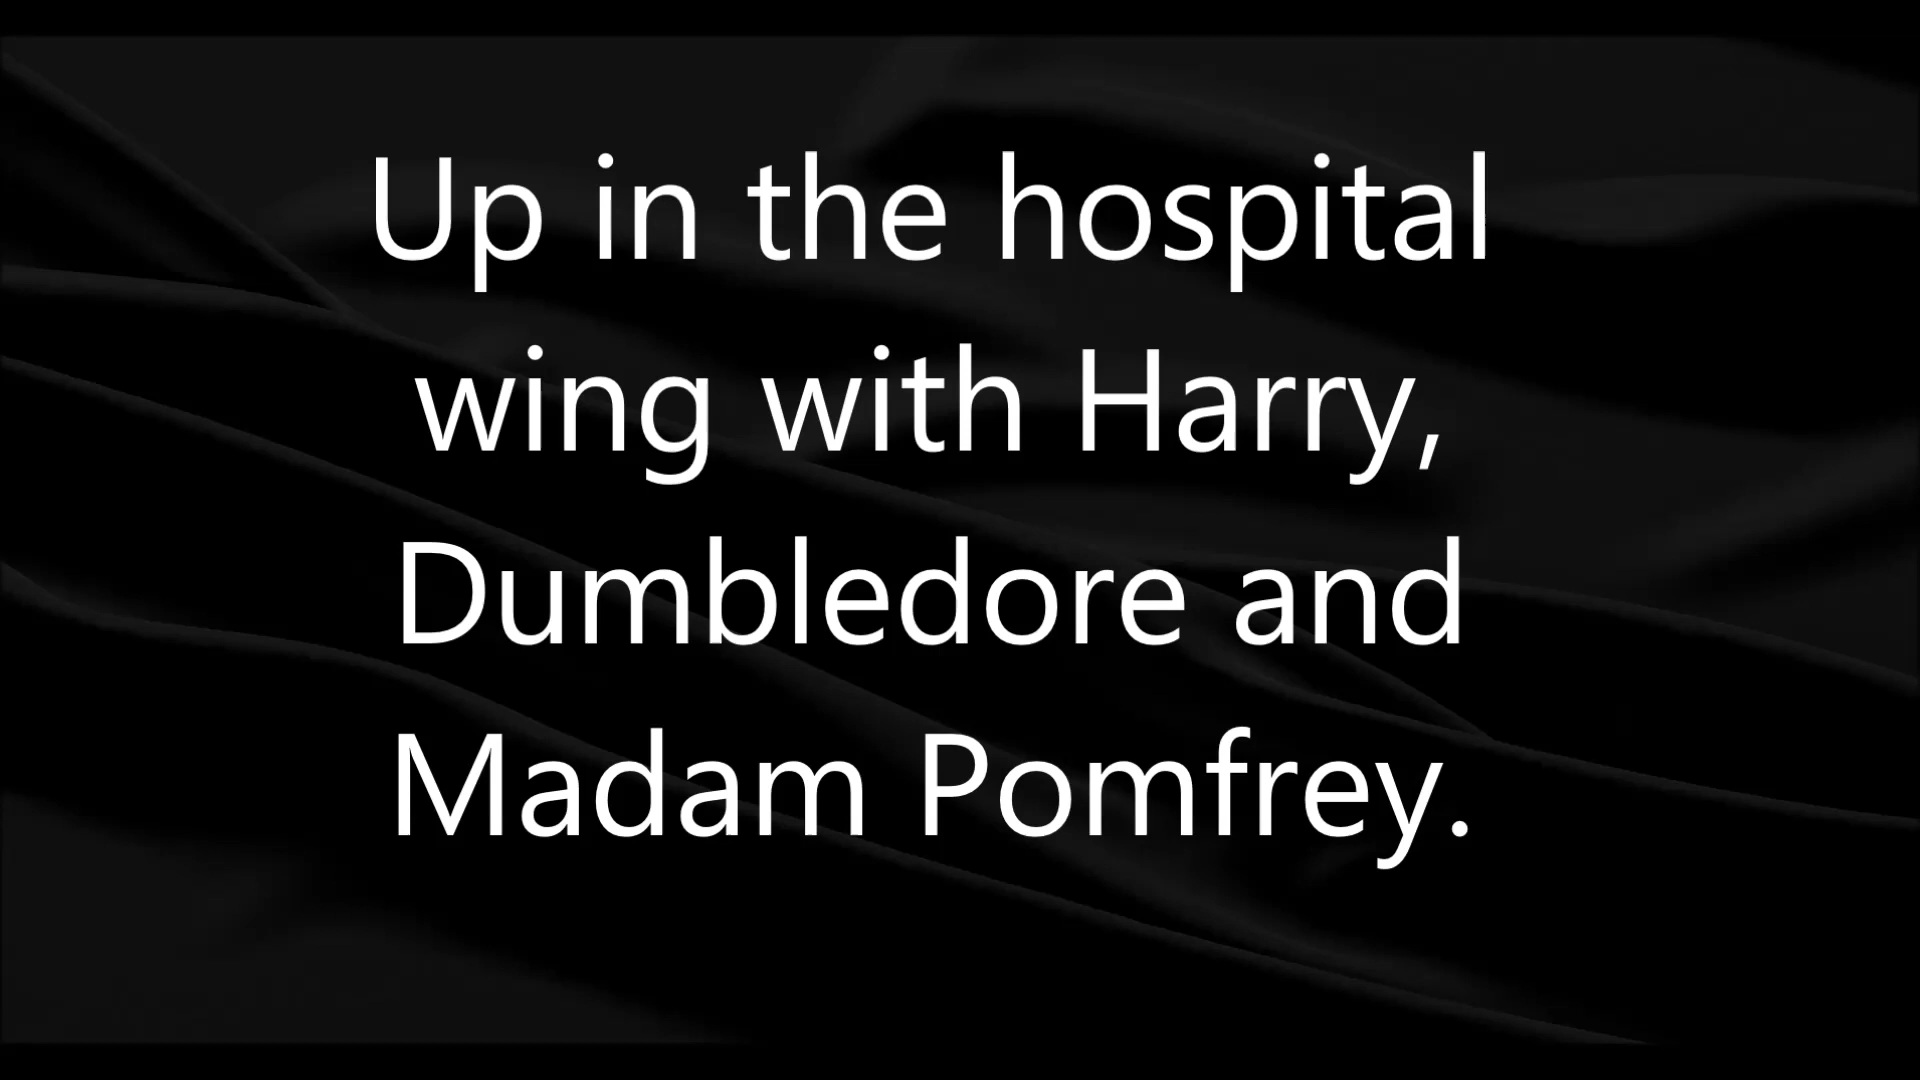 Up in the hospital
wing with Harry,
Dumbledore and
Madam Pomfrey.